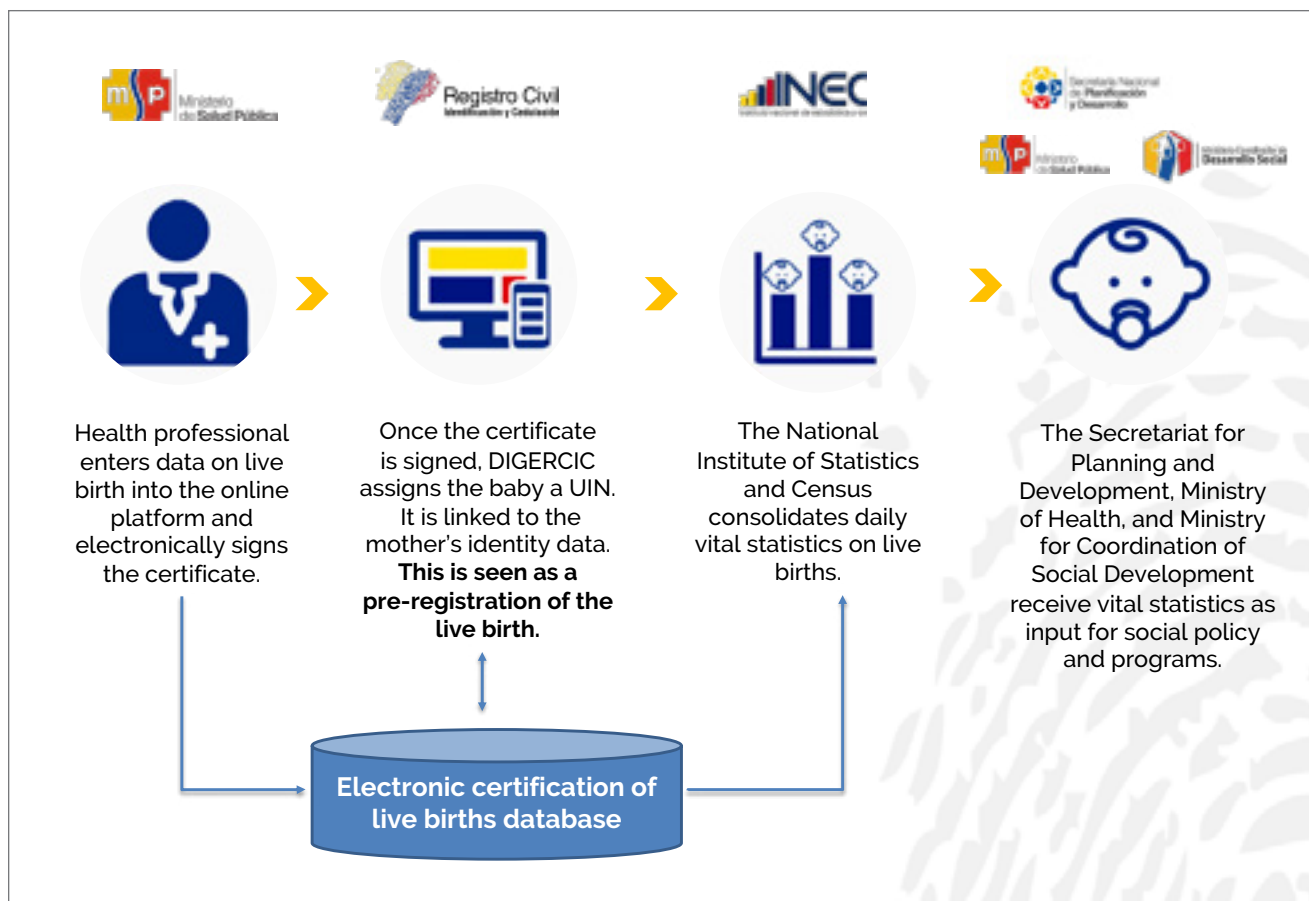 msp
Ministerio
de Salud Pública
Registro Civil
Identificación y Cedulación
INEC
Secretaría Nacional
de Planificación
y Desarrollo
msp
Ministerio
de Salud Pública
Desarrollo Social
Health professional
enters data on live
birth into the online
platform and
electronically signs
the certificate.
Once the certificate
is signed, DIGERCIC
assigns the baby a UIN.
It is linked to the
mother's identity data.
This is seen as a
pre-registration of the
live birth.
The National
Institute of Statistics
and Census
consolidates daily
vital statistics on live
births.
The Secretariat for
Planning and
Development, Ministry
of Health, and Ministry
for Coordination of
Social Development
receive vital statistics as
input for social policy
and programs.
Electronic certification of
live births database